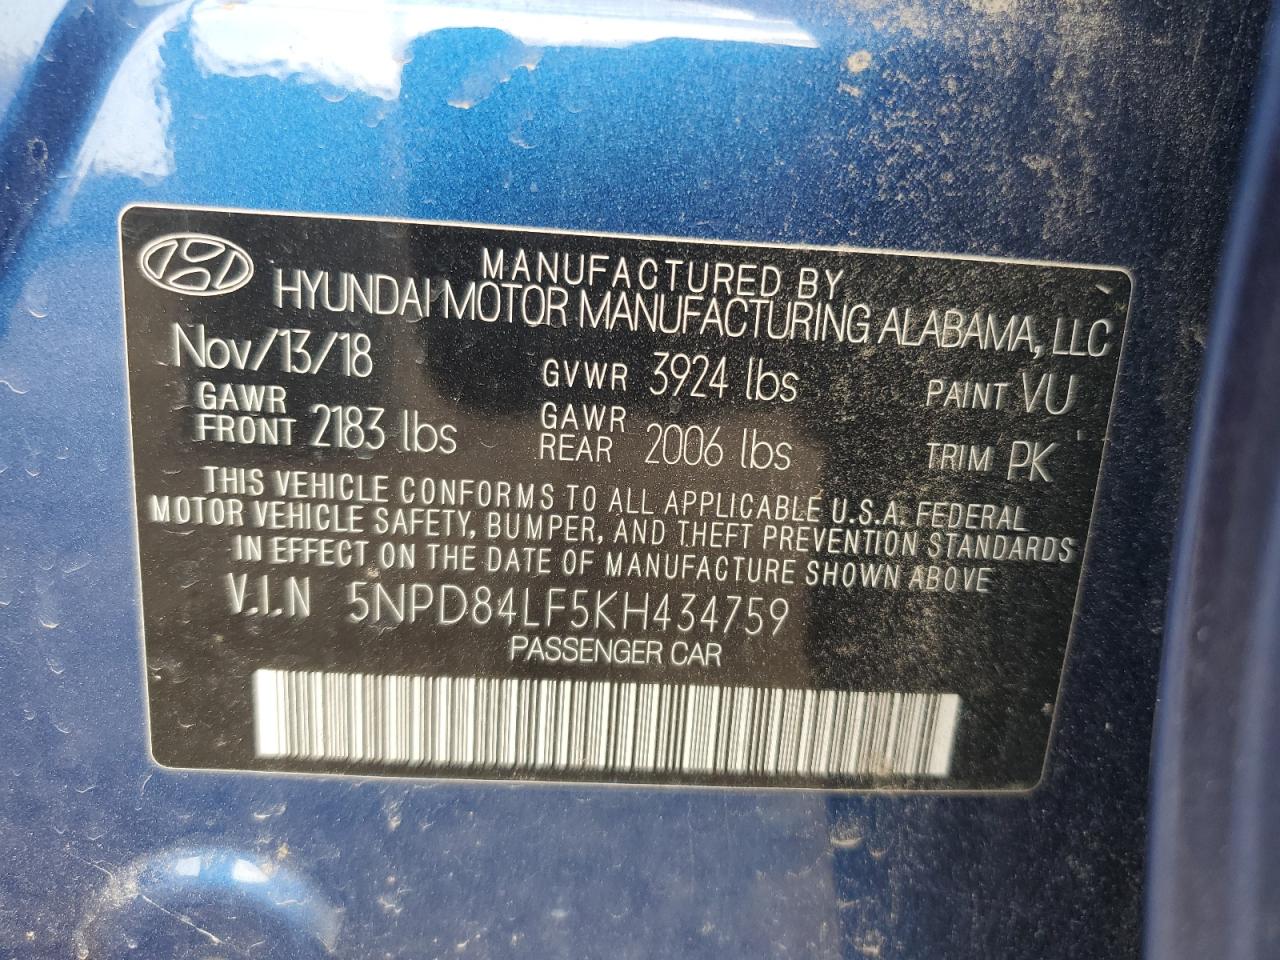 MANUFACTURED BY
HYUNDAI MOTOR MANUFACTURING ALABAMA, LLC
Nov/13/18 GVWR 3924 lbs PAINT VU
GAWR FRONT 2183 lbs GAWR REAR 2006 lbs TRIM PK
THIS VEHICLE CONFORMS TO ALL APPLICABLE U.S.A. FEDERAL
MOTOR VEHICLE SAFETY, BUMPER, AND THEFT PREVENTION STANDARDS
IN EFFECT ON THE DATE OF MANUFACTURE SHOWN ABOVE
V.I.N 5NPD84LF5KH434759
PASSENGER CAR